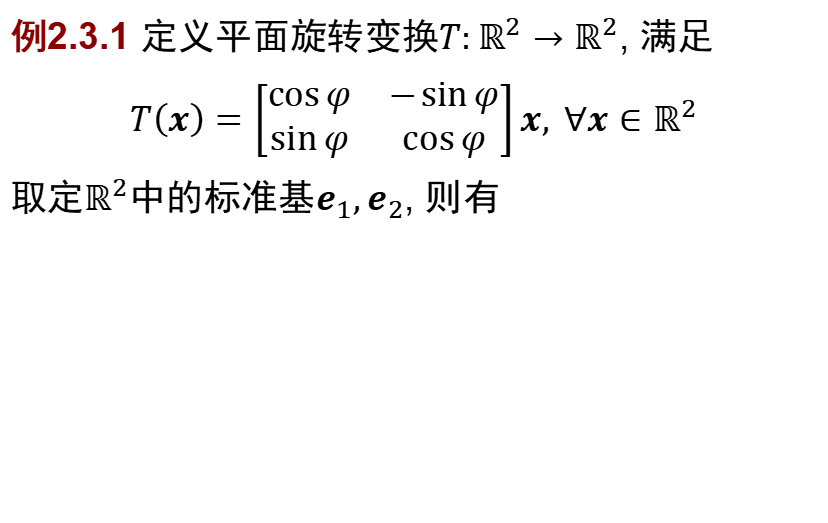 例2.3.1 定义平面旋转变换T: ℝ² → ℝ², 满足
T(x) = [cos φ − sin φ
sin φ cos φ] x, ∀x ∈ ℝ²
取定ℝ²中的标准基e₁, e₂, 则有